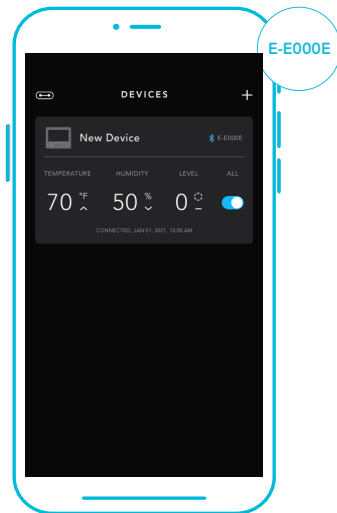 E-E000E
DEVICES +
New Device E-E000E
TEMPERATURE HUMIDITY LEVEL ALL
70 °F 50 % 0
CONNECTED, JAN 01, 2021, 12:00 AM